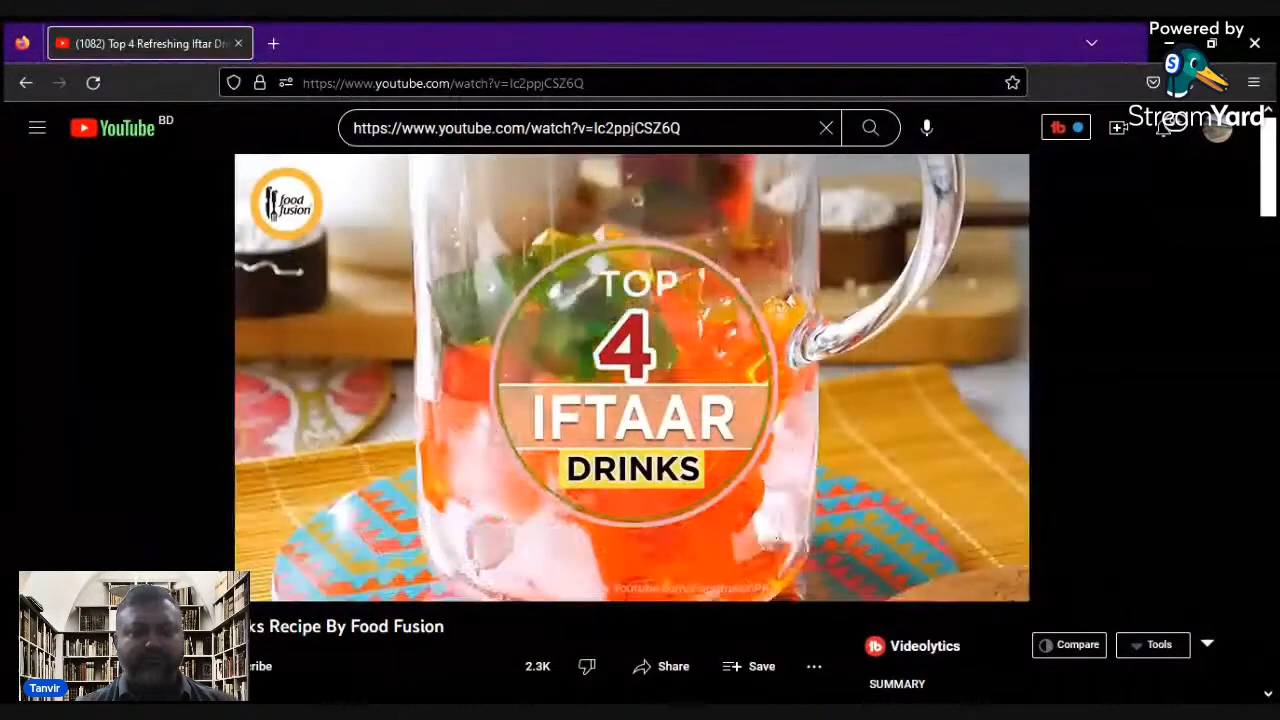 Powered by
StreamYard
(1082) Top 4 Refreshing Iftar Dri
https://www.youtube.com/watch?v=Ic2ppjCSZ6Q
YouTube BD
https://www.youtube.com/watch?v=Ic2ppjCSZ6Q
food
fusion
TOP
4
IFTAAR
DRINKS
ks Recipe By Food Fusion
Videolytics
Compare
Tools
ribe
2.3K
Share
Save
SUMMARY
Tanvir